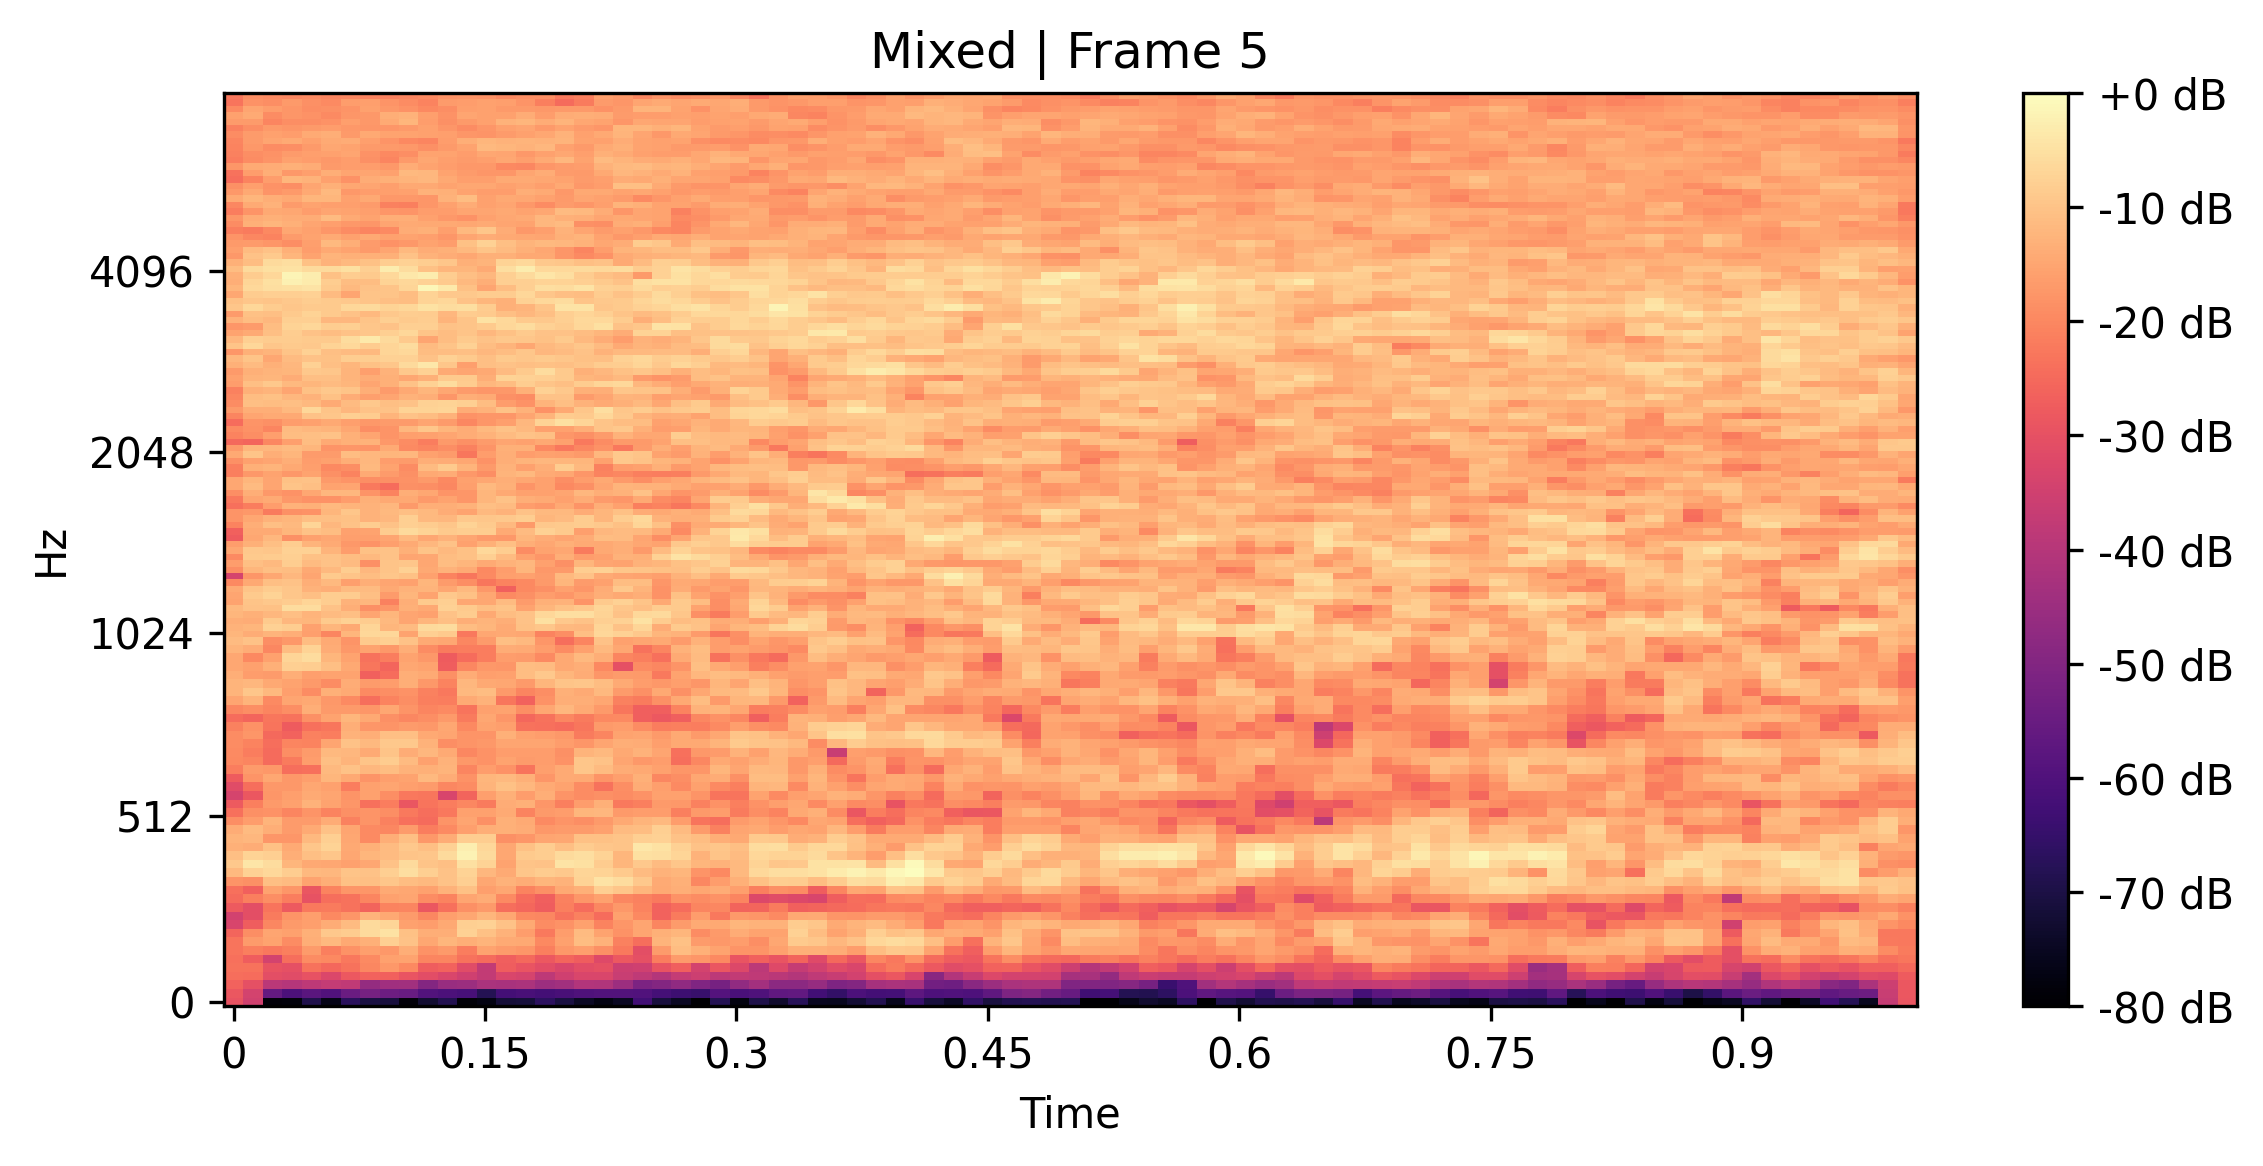 Mixed | Frame 5
+0 dB
-10 dB
-20 dB
-30 dB
-40 dB
-50 dB
-60 dB
-70 dB
-80 dB
Hz
4096
2048
1024
512
0
0 0.15 0.3 0.45 0.6 0.75 0.9
Time